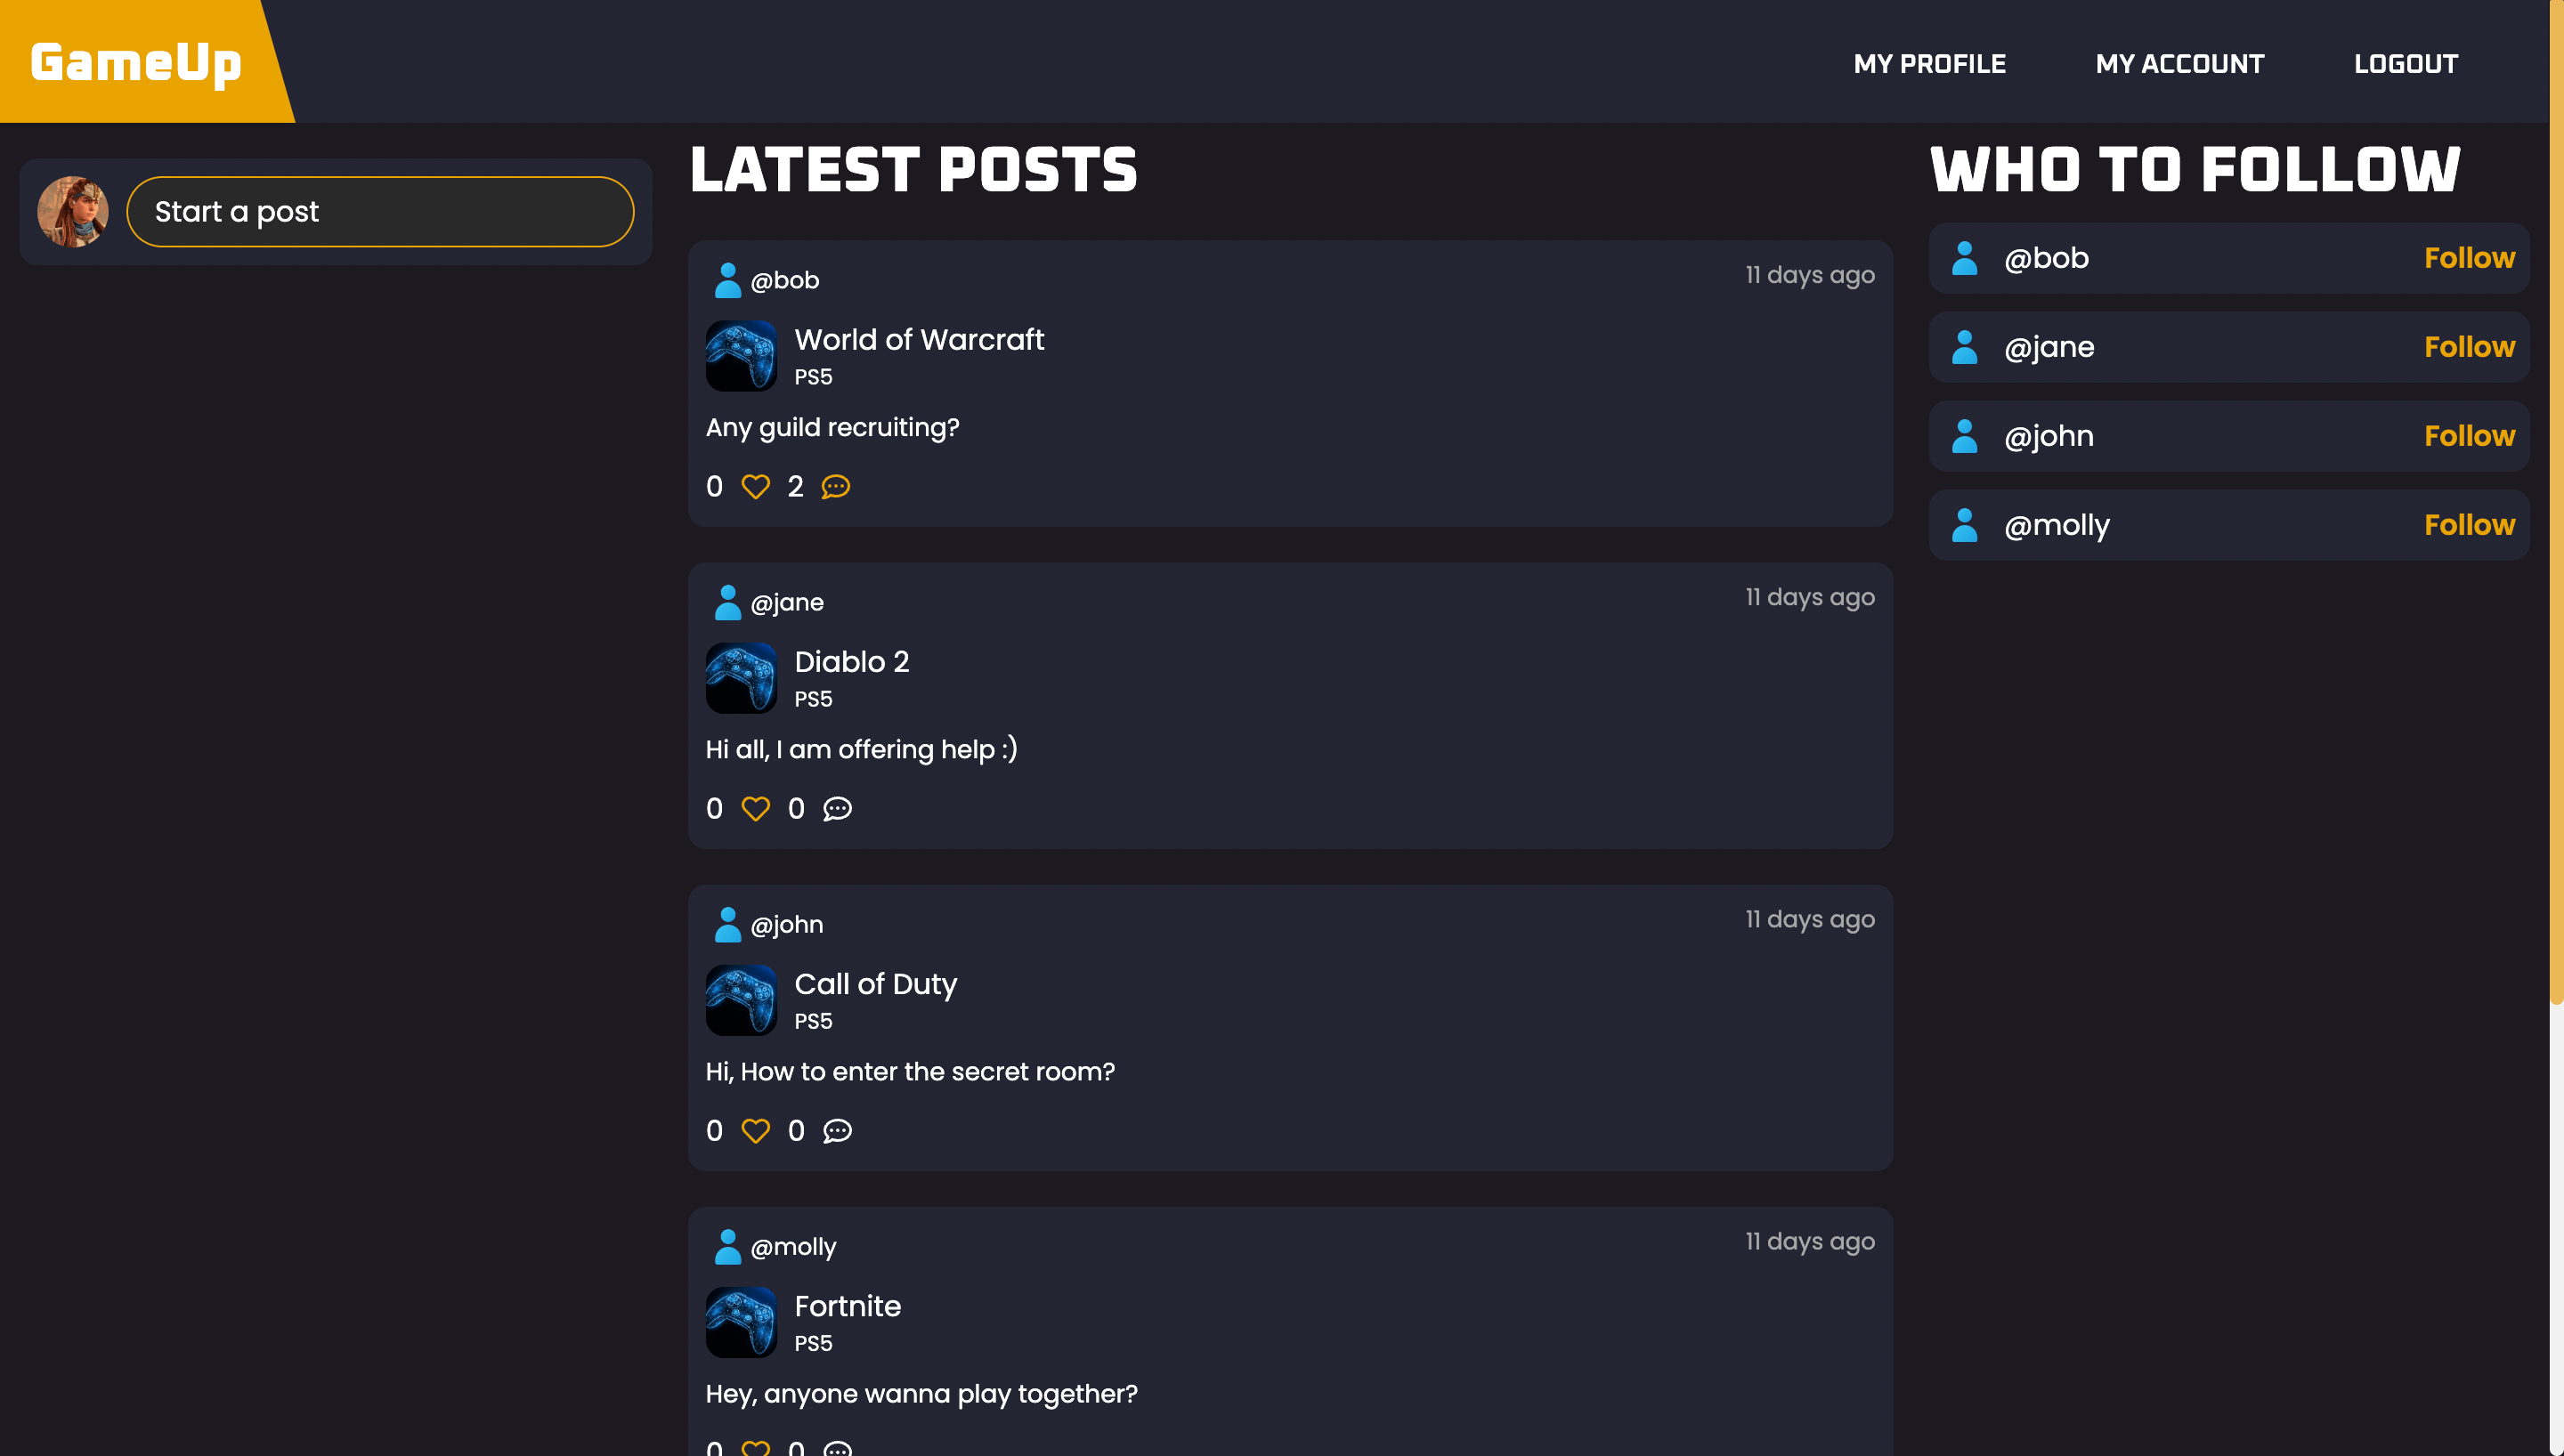 GameUp
MY PROFILE
MY ACCOUNT
LOGOUT
Start a post
LATEST POSTS
@bob
11 days ago
World of Warcraft
PS5
Any guild recruiting?
0 2
@jane
11 days ago
Diablo 2
PS5
Hi all, I am offering help :)
0 0
@john
11 days ago
Call of Duty
PS5
Hi, How to enter the secret room?
0 0
@molly
11 days ago
Fortnite
PS5
Hey, anyone wanna play together?
0 0
WHO TO FOLLOW
@bob Follow
@jane Follow
@john Follow
@molly Follow